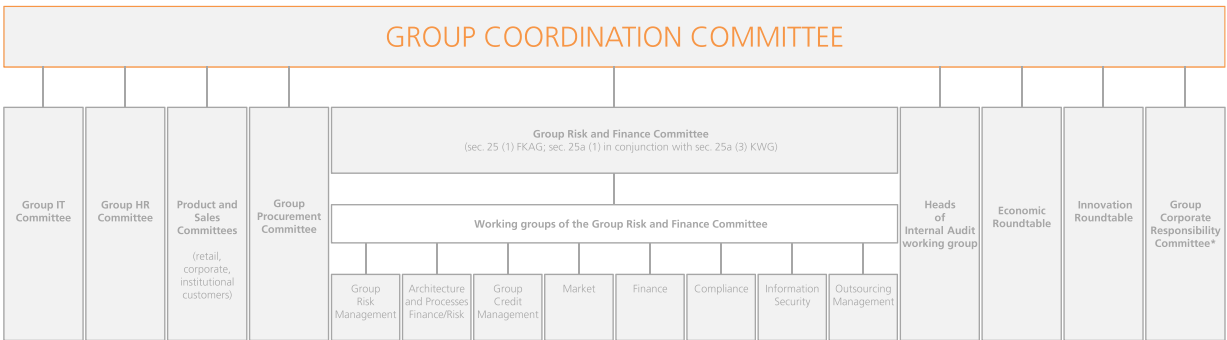 GROUP COORDINATION COMMITTEE
Group IT
Committee
Group HR
Committee
Product and
Sales
Committees
(retail,
corporate,
institutional
customers)
Group
Procurement
Committee
Group Risk and Finance Committee
(sec. 25 (1) FKAG; sec. 25a (1) in conjunction with sec. 25a (3) KWG)
Working groups of the Group Risk and Finance Committee
Group
Risk
Management
Architecture
and Processes
Finance/Risk
Group
Credit
Management
Market
Finance
Compliance
Information
Security
Outsourcing
Management
Heads
of
Internal Audit
working group
Economic
Roundtable
Innovation
Roundtable
Group
Corporate
Responsibility
Committee*